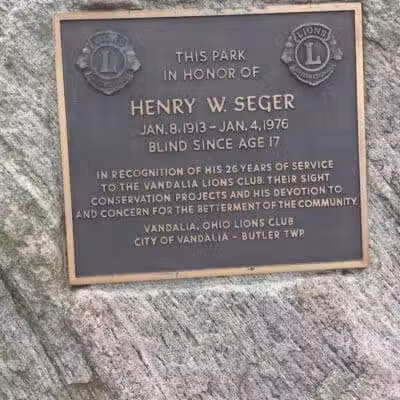 LIONS
L
INTERNATIONAL
LIONS
L
INTERNATIONAL
THIS PARK
IN HONOR OF
HENRY W. SEGER
JAN. 8, 1913 – JAN. 4, 1976
BLIND SINCE AGE 17
IN RECOGNITION OF HIS 26 YEARS OF SERVICE
TO THE VANDALIA LIONS CLUB, THEIR SIGHT
CONSERVATION PROJECTS AND HIS DEVOTION TO
AND CONCERN FOR THE BETTERMENT OF THE COMMUNITY.
VANDALIA, OHIO LIONS CLUB
CITY OF VANDALIA – BUTLER TWP.